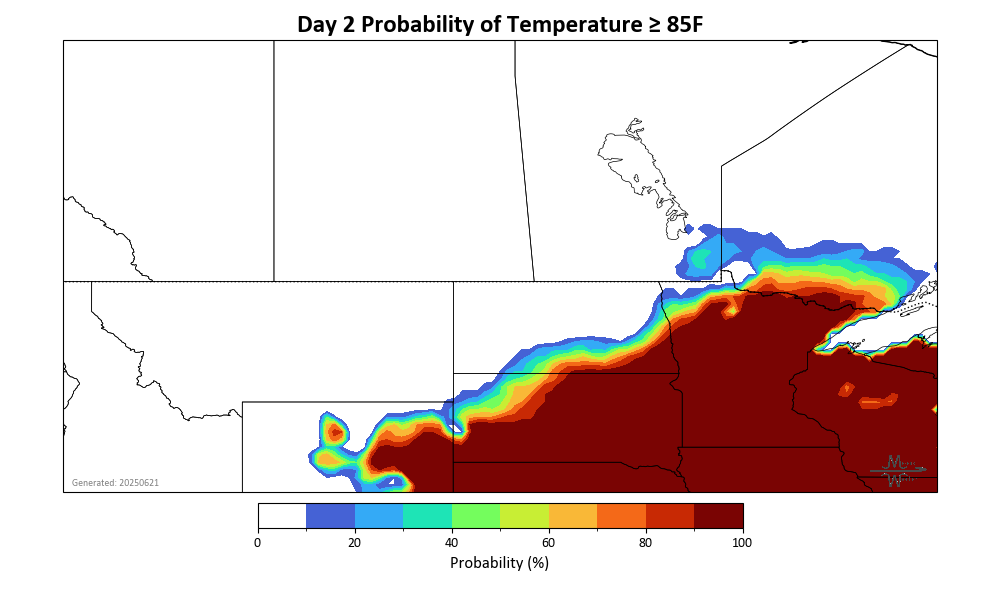 Day 2 Probability of Temperature ≥ 85F
Generated: 20250621
0 20 40 60 80 100
Probability (%)